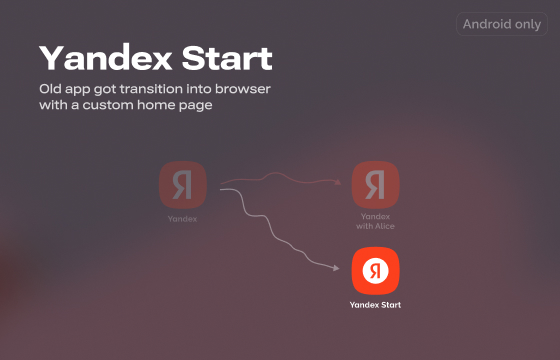 Android only
Yandex Start
Old app got transition into browser
with a custom home page
Я
Я
Yandex
Yandex
with Alice
Я
Yandex Start